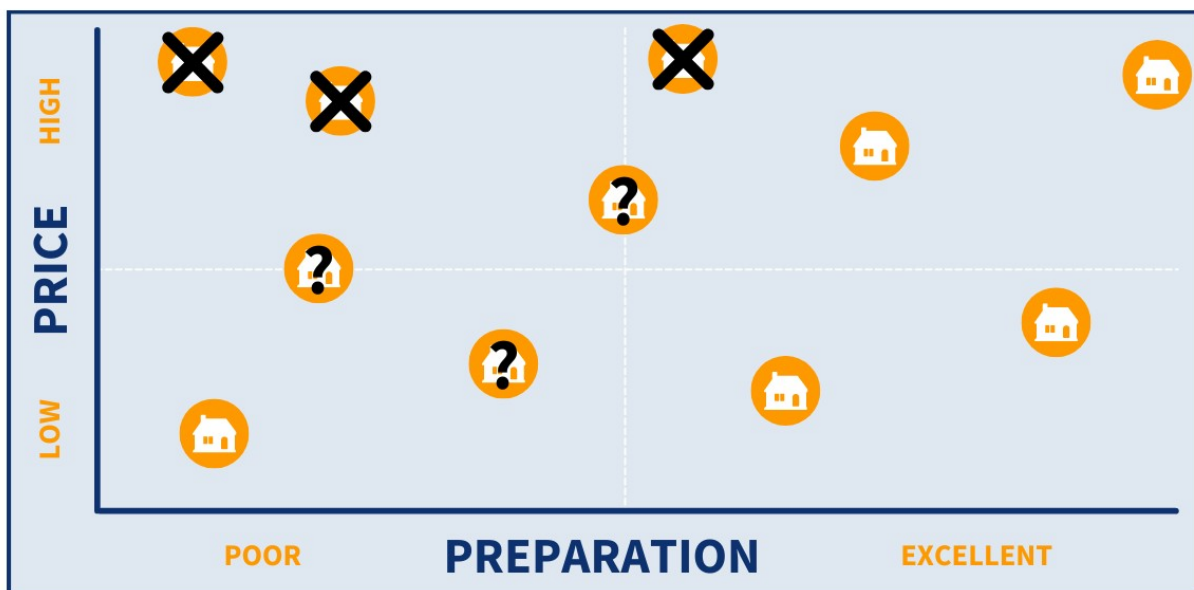 HIGH
PRICE
LOW
?
?
?
POOR
PREPARATION
EXCELLENT